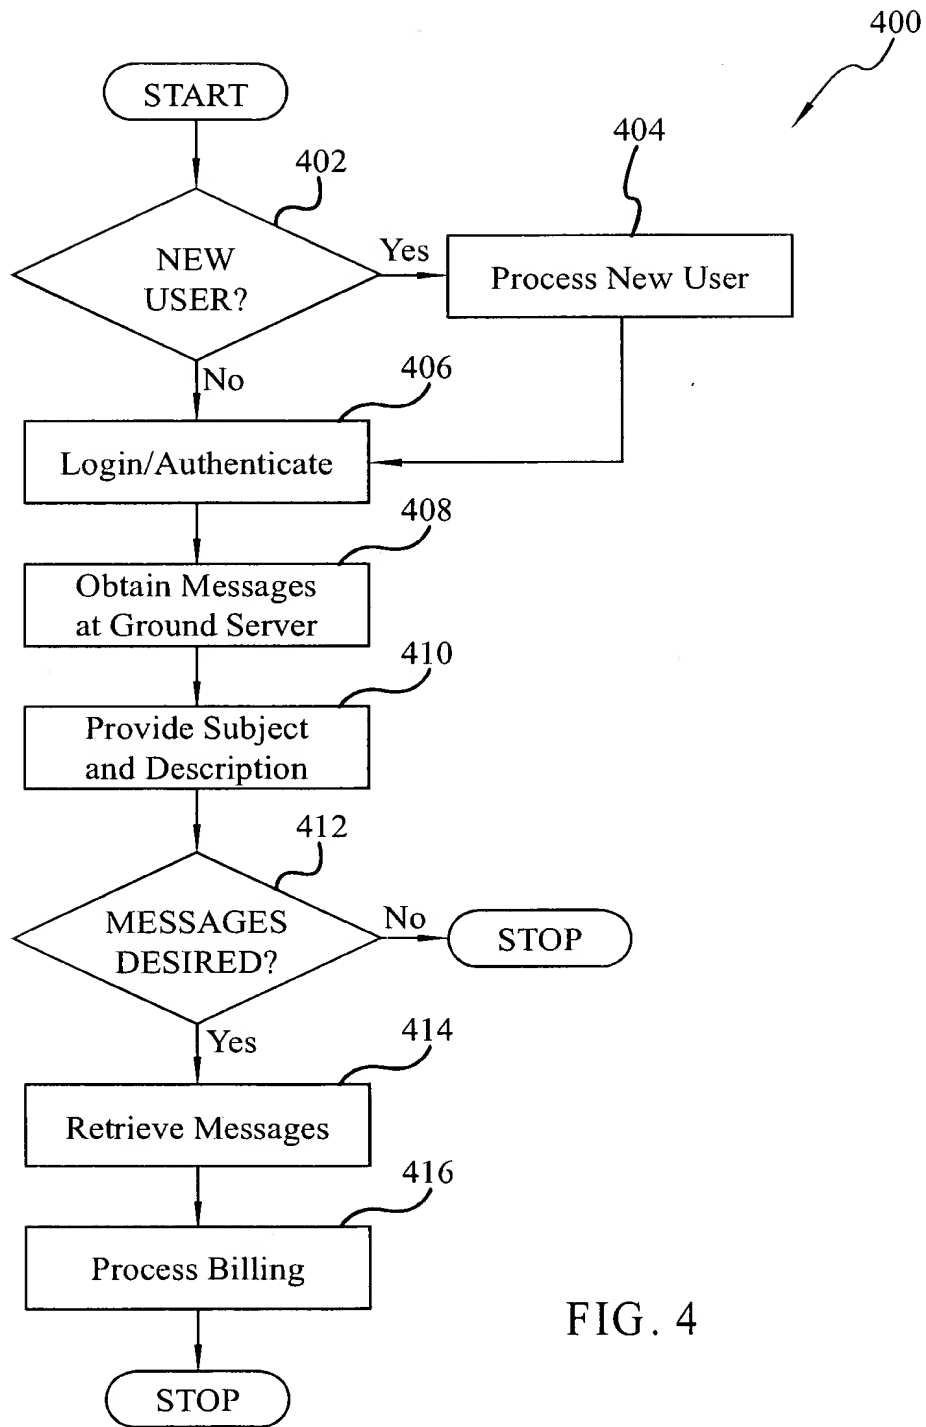 400
START
402
404
NEW
USER?
Yes
Process New User
No
406
Login/Authenticate
408
Obtain Messages
at Ground Server
410
Provide Subject
and Description
412
MESSAGES
DESIRED?
No
STOP
Yes
414
Retrieve Messages
416
Process Billing
FIG. 4
STOP